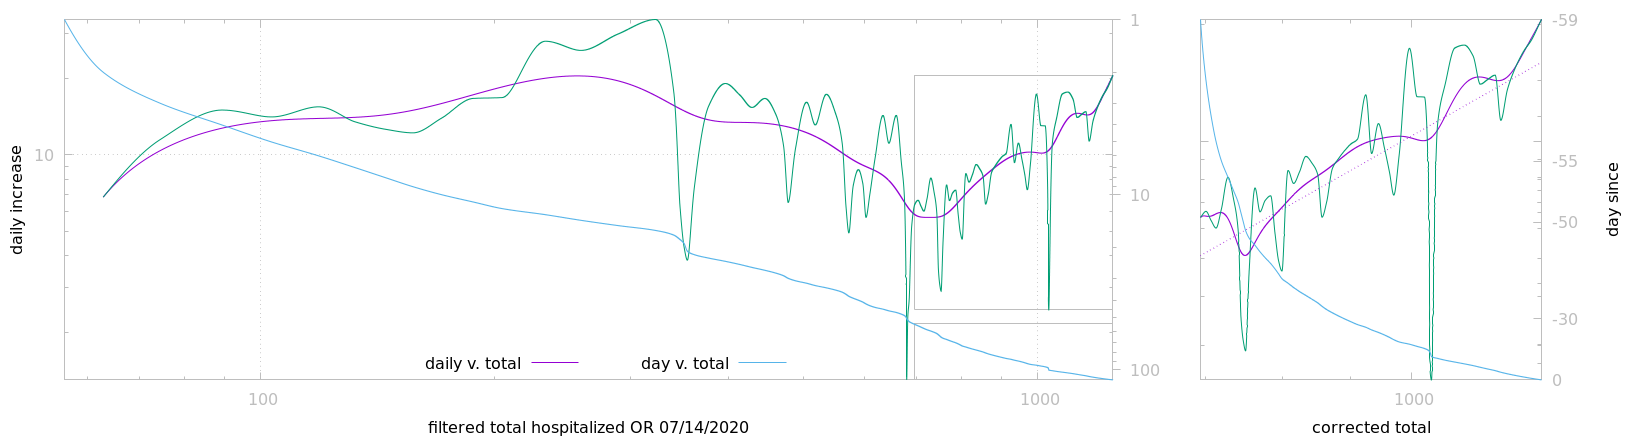 1
-59
10
-55
10
-50
daily increase
day since
-30
daily v. total
day v. total
100
0
100
1000
1000
filtered total hospitalized OR 07/14/2020
corrected total